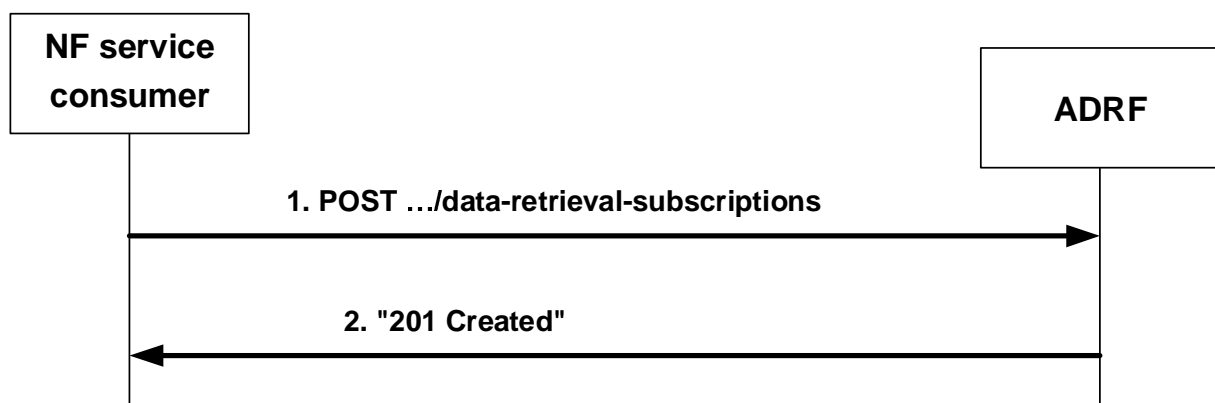 NF service
consumer
ADRF
1. POST …/data-retrieval-subscriptions
2. "201 Created"